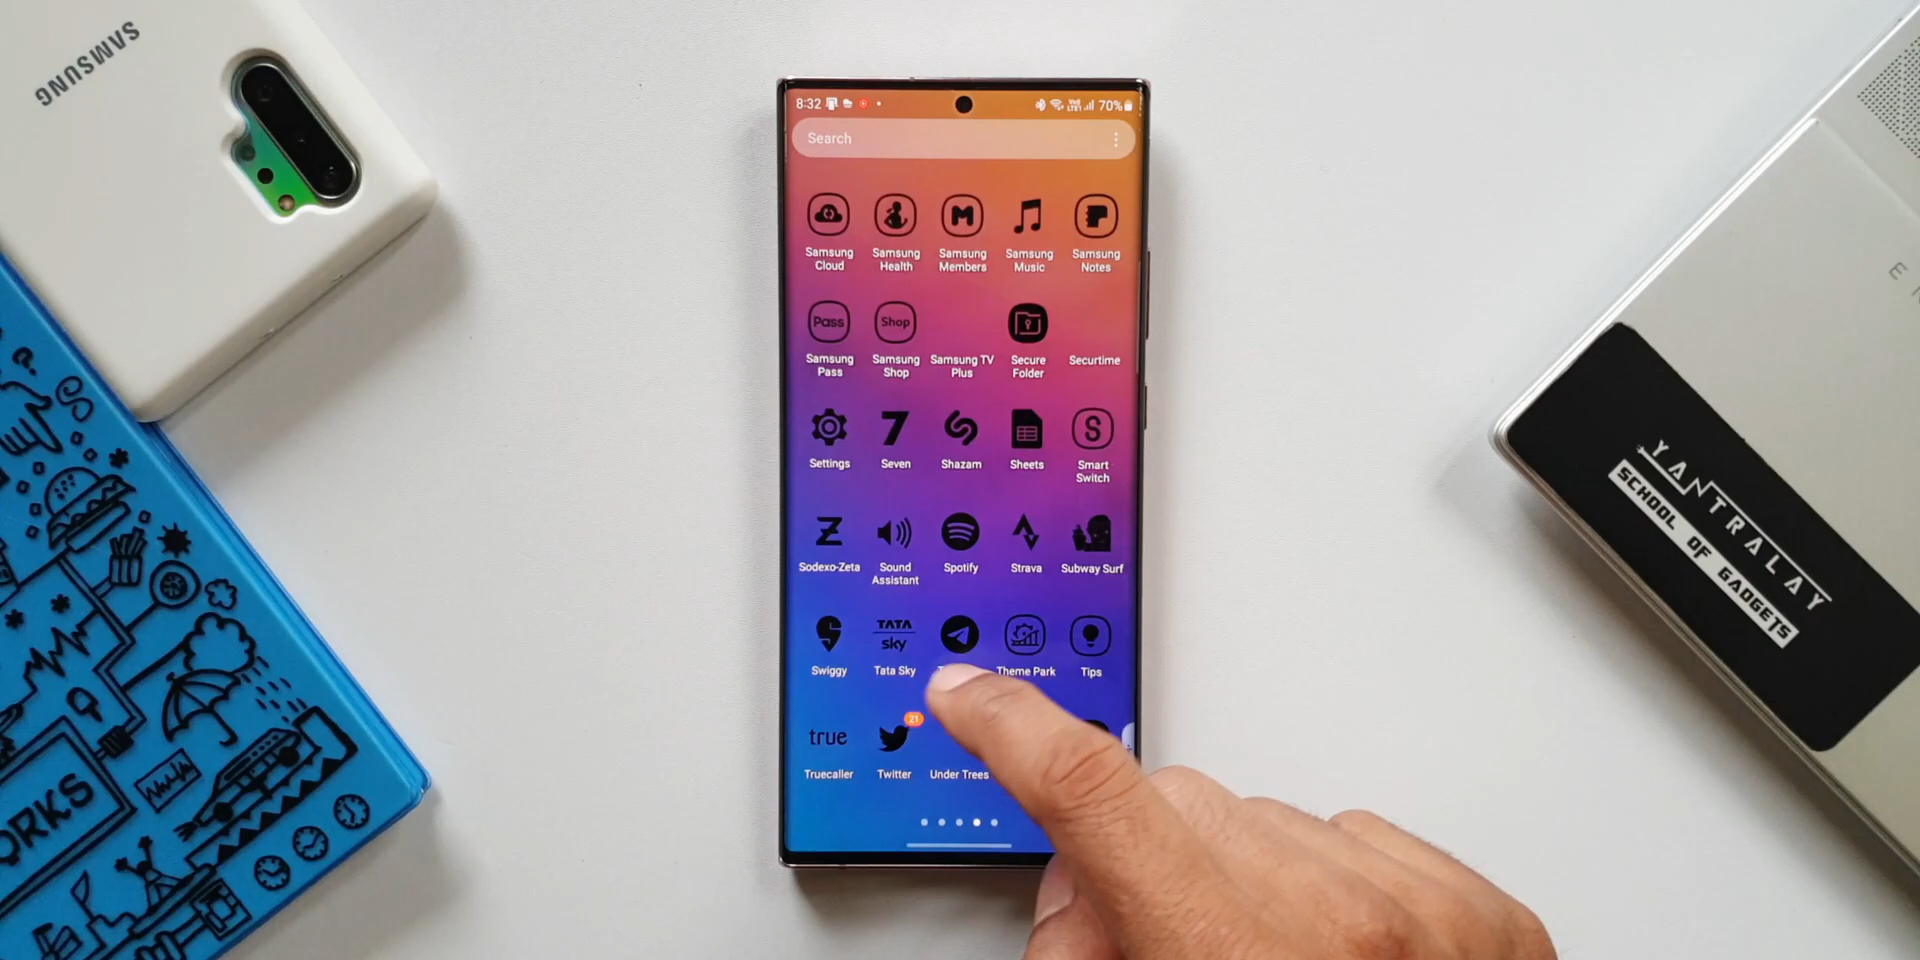 SAMSUNG
8:32
70%
Search
Samsung Cloud
Samsung Health
Samsung Members
Samsung Music
Samsung Notes
Pass
Shop
Samsung Pass
Samsung Shop
Samsung TV Plus
Secure Folder
Securtime
7
S
Settings
Seven
Shazam
Sheets
Smart Switch
Z
Sodexo-Zeta
Sound Assistant
Spotify
Strava
Subway Surf
TATA
sky
Swiggy
Tata Sky
Theme Park
Tips
true
21
Truecaller
Twitter
Under Trees
ORKS
YANTRALAY
SCHOOL OF GADGETS